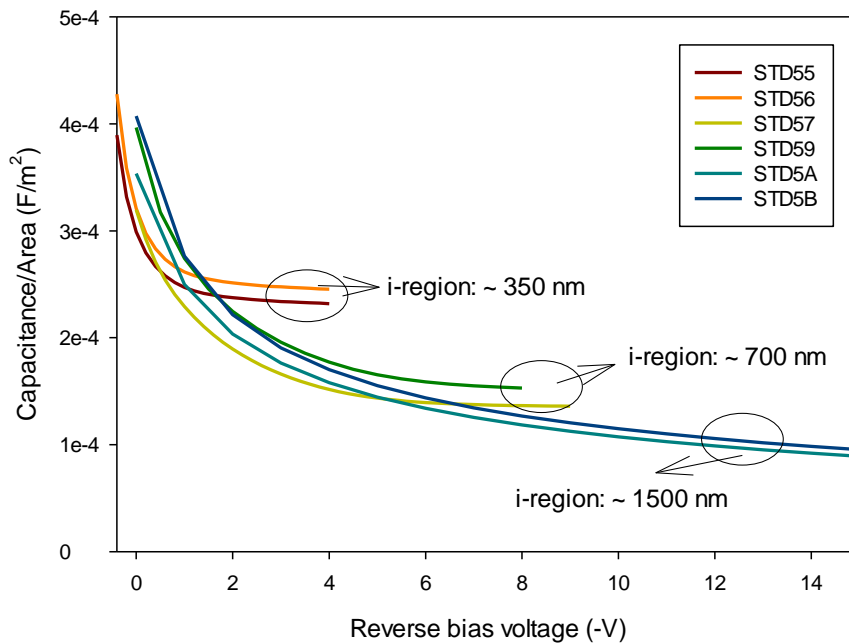 5e-4
4e-4
3e-4
2e-4
1e-4
0
Capacitance/Area (F/m²)
STD55
STD56
STD57
STD59
STD5A
STD5B
i-region: ~ 350 nm
i-region: ~ 700 nm
i-region: ~ 1500 nm
0 2 4 6 8 10 12 14
Reverse bias voltage (-V)